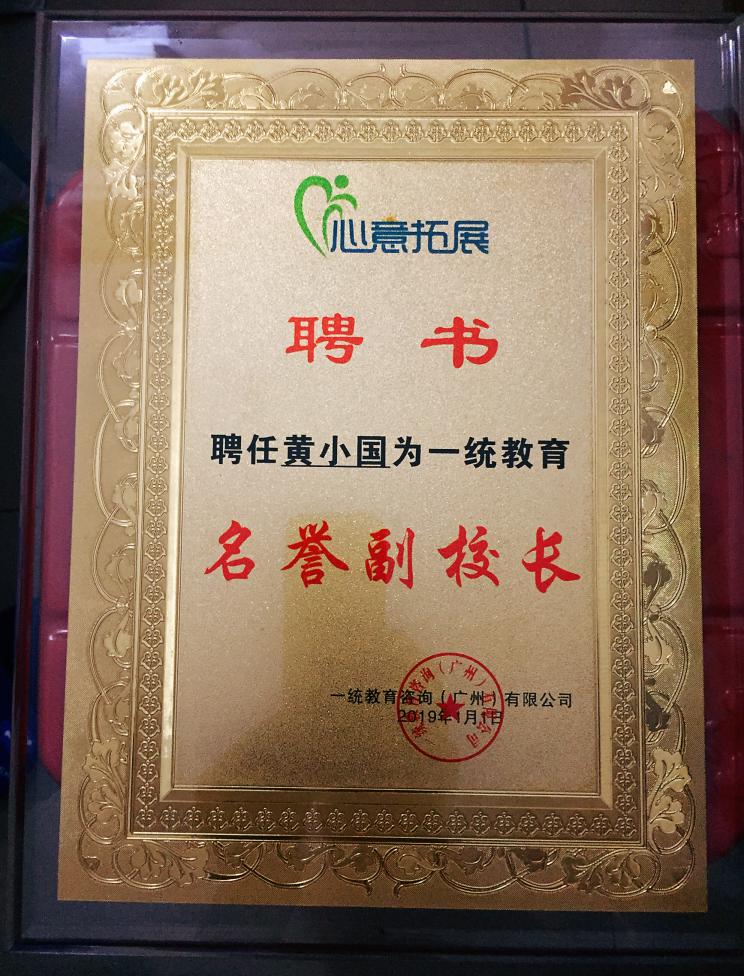 心意拓展
聘书
聘任黄小国为一统教育
名誉副校长
一统教育咨询（广州）有限公司
2019年1月1日